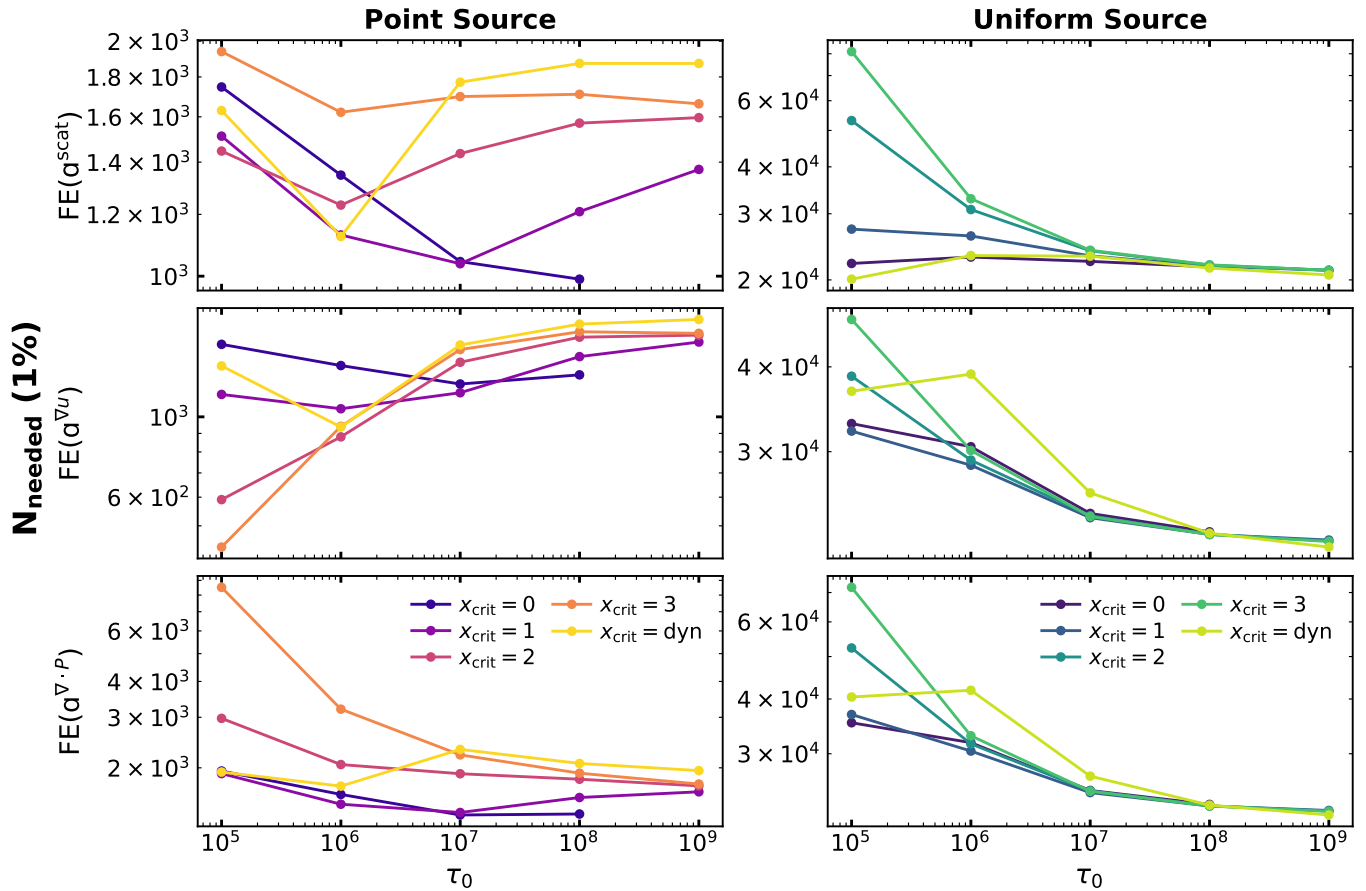 Point Source
Uniform Source
N_needed (1%)
FE(ɑ^scat)
2 × 10³
1.8 × 10³
1.6 × 10³
1.4 × 10³
1.2 × 10³
10³
6 × 10⁴
4 × 10⁴
3 × 10⁴
2 × 10⁴
FE(ɑ^∇u)
10³
6 × 10²
4 × 10⁴
3 × 10⁴
FE(ɑ^∇·P)
6 × 10³
4 × 10³
3 × 10³
2 × 10³
x_crit = 0
x_crit = 1
x_crit = 2
x_crit = 3
x_crit = dyn
6 × 10⁴
4 × 10⁴
3 × 10⁴
x_crit = 0
x_crit = 1
x_crit = 2
x_crit = 3
x_crit = dyn
10⁵ 10⁶ 10⁷ 10⁸ 10⁹
10⁵ 10⁶ 10⁷ 10⁸ 10⁹
τ₀
τ₀